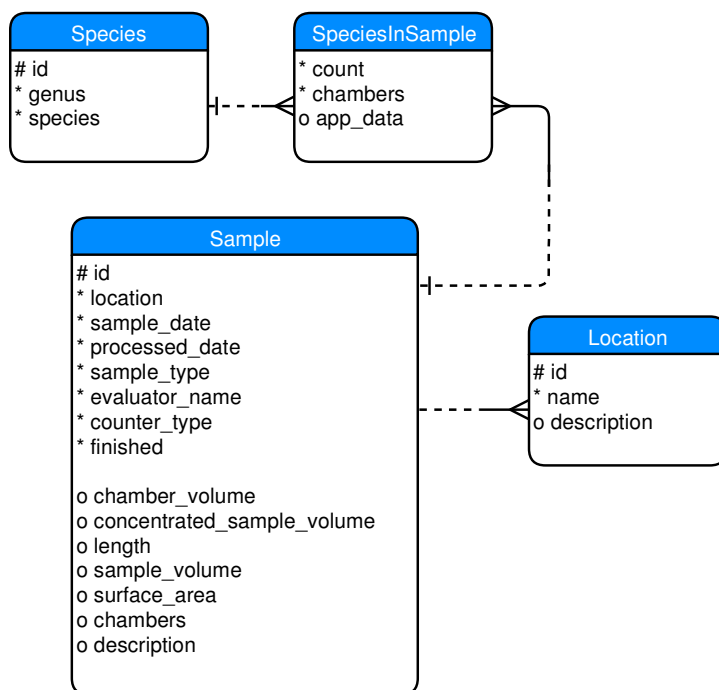 Species
# id
* genus
* species
SpeciesInSample
* count
* chambers
o app_data
Sample
# id
* location
* sample_date
* processed_date
* sample_type
* evaluator_name
* counter_type
* finished
o chamber_volume
o concentrated_sample_volume
o length
o sample_volume
o surface_area
o chambers
o description
Location
# id
* name
o description